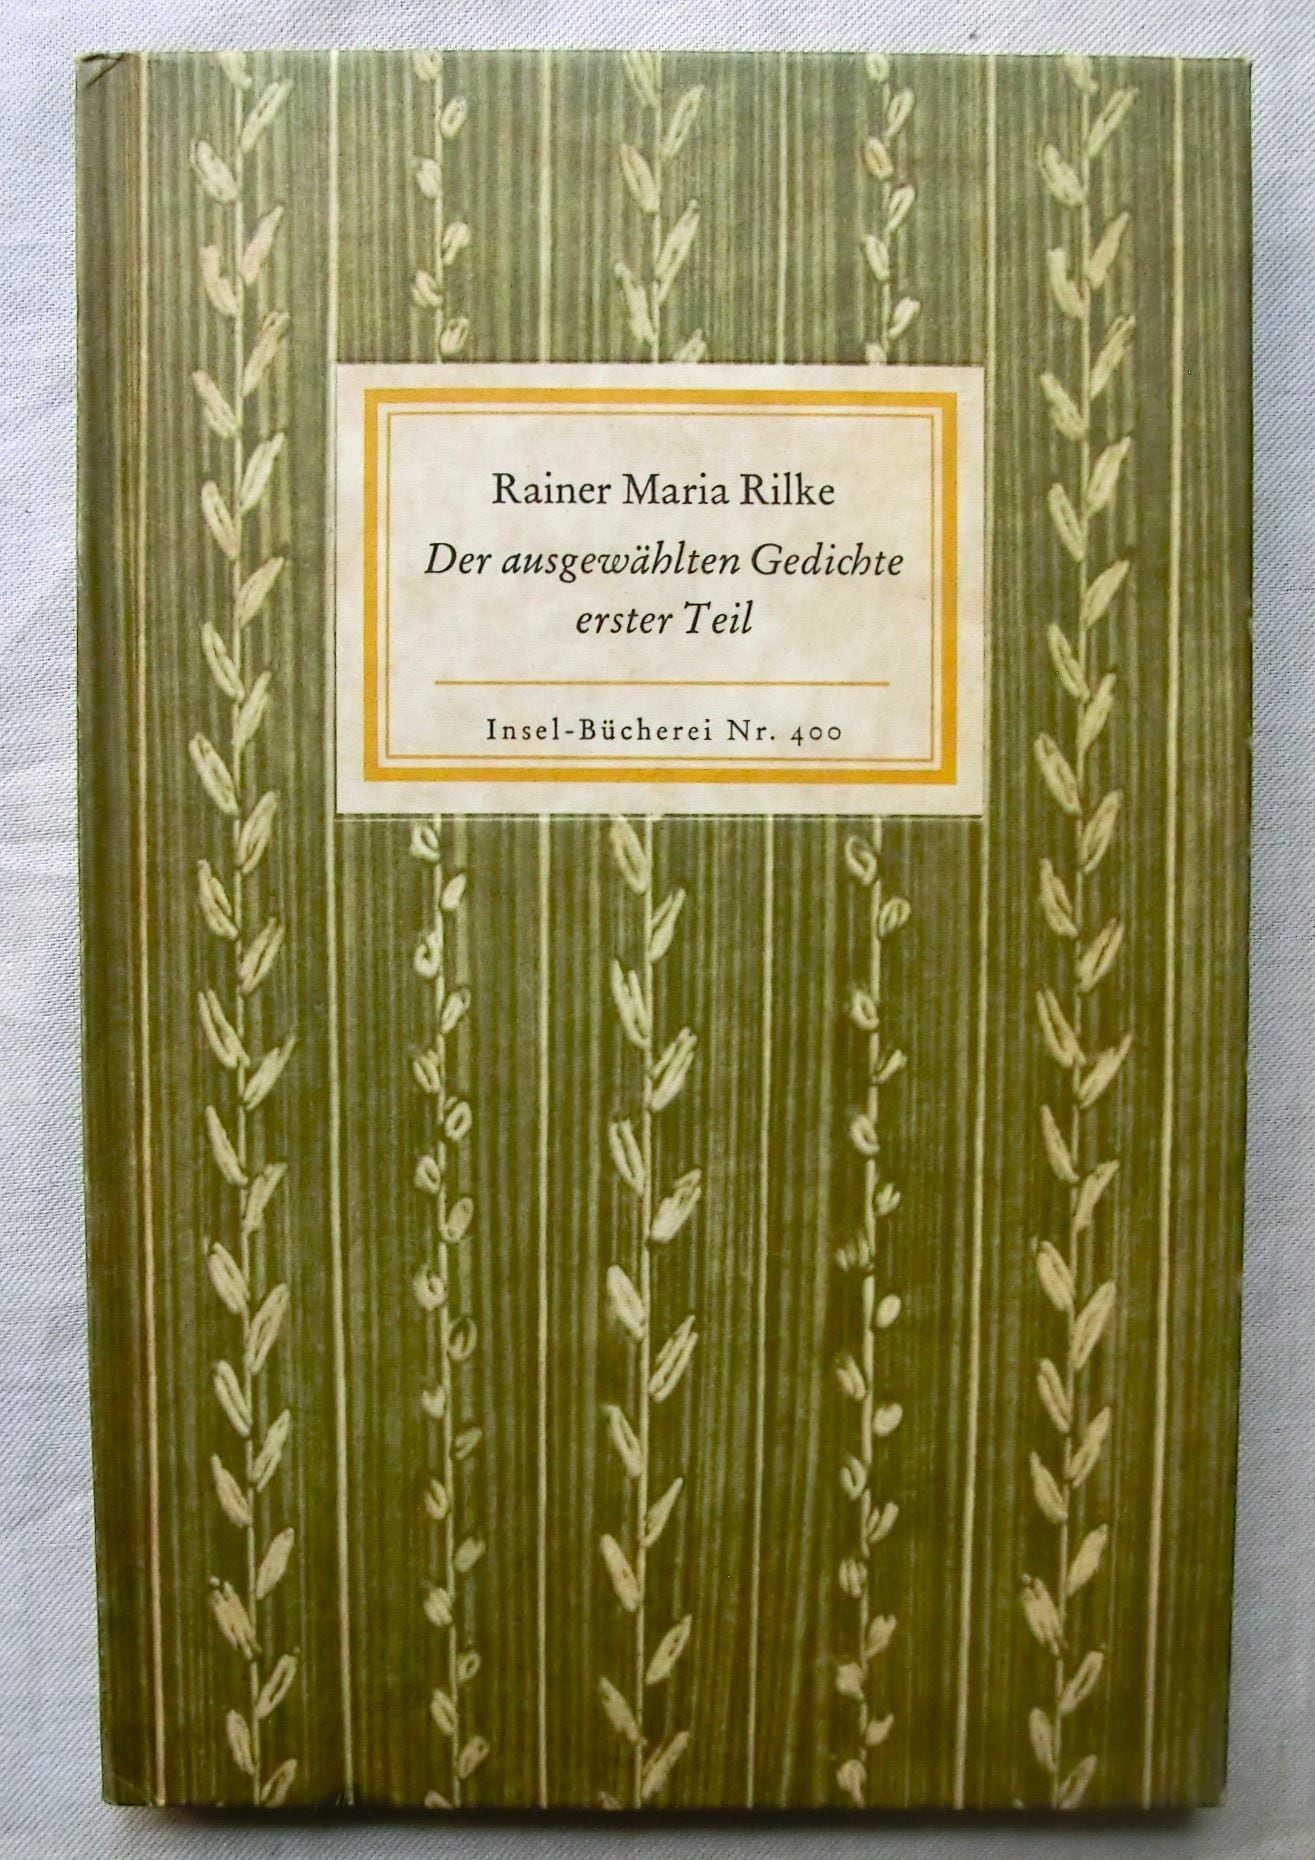 Rainer Maria Rilke
Der ausgewählten Gedichte
erster Teil
Insel-Bücherei Nr. 400